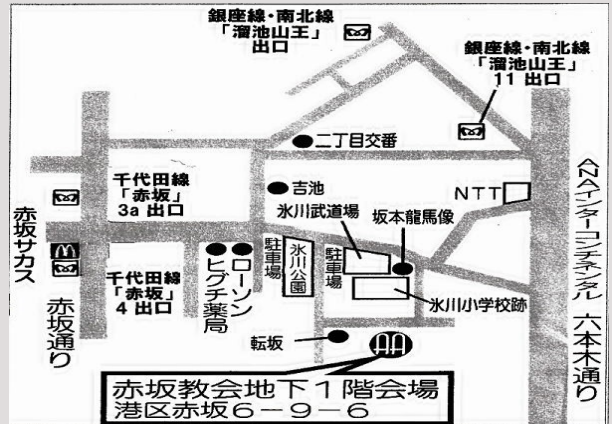 銀座線・南北線
「溜池山王」
出口
銀座線・南北線
「溜池山王」
11 出口
二丁目交番
千代田線
「赤坂」
3a 出口
吉池
氷川武道場
坂本龍馬像
NTT
ANAインターコンチネンタル 六本木通り
赤坂サカス
M
赤坂通り
千代田線
「赤坂」
4 出口
ヒグチ薬局
ローソン
駐車場
氷川公園
駐車場
氷川小学校跡
転坂
AA
赤坂教会地下1階会場
港区赤坂6-9-6